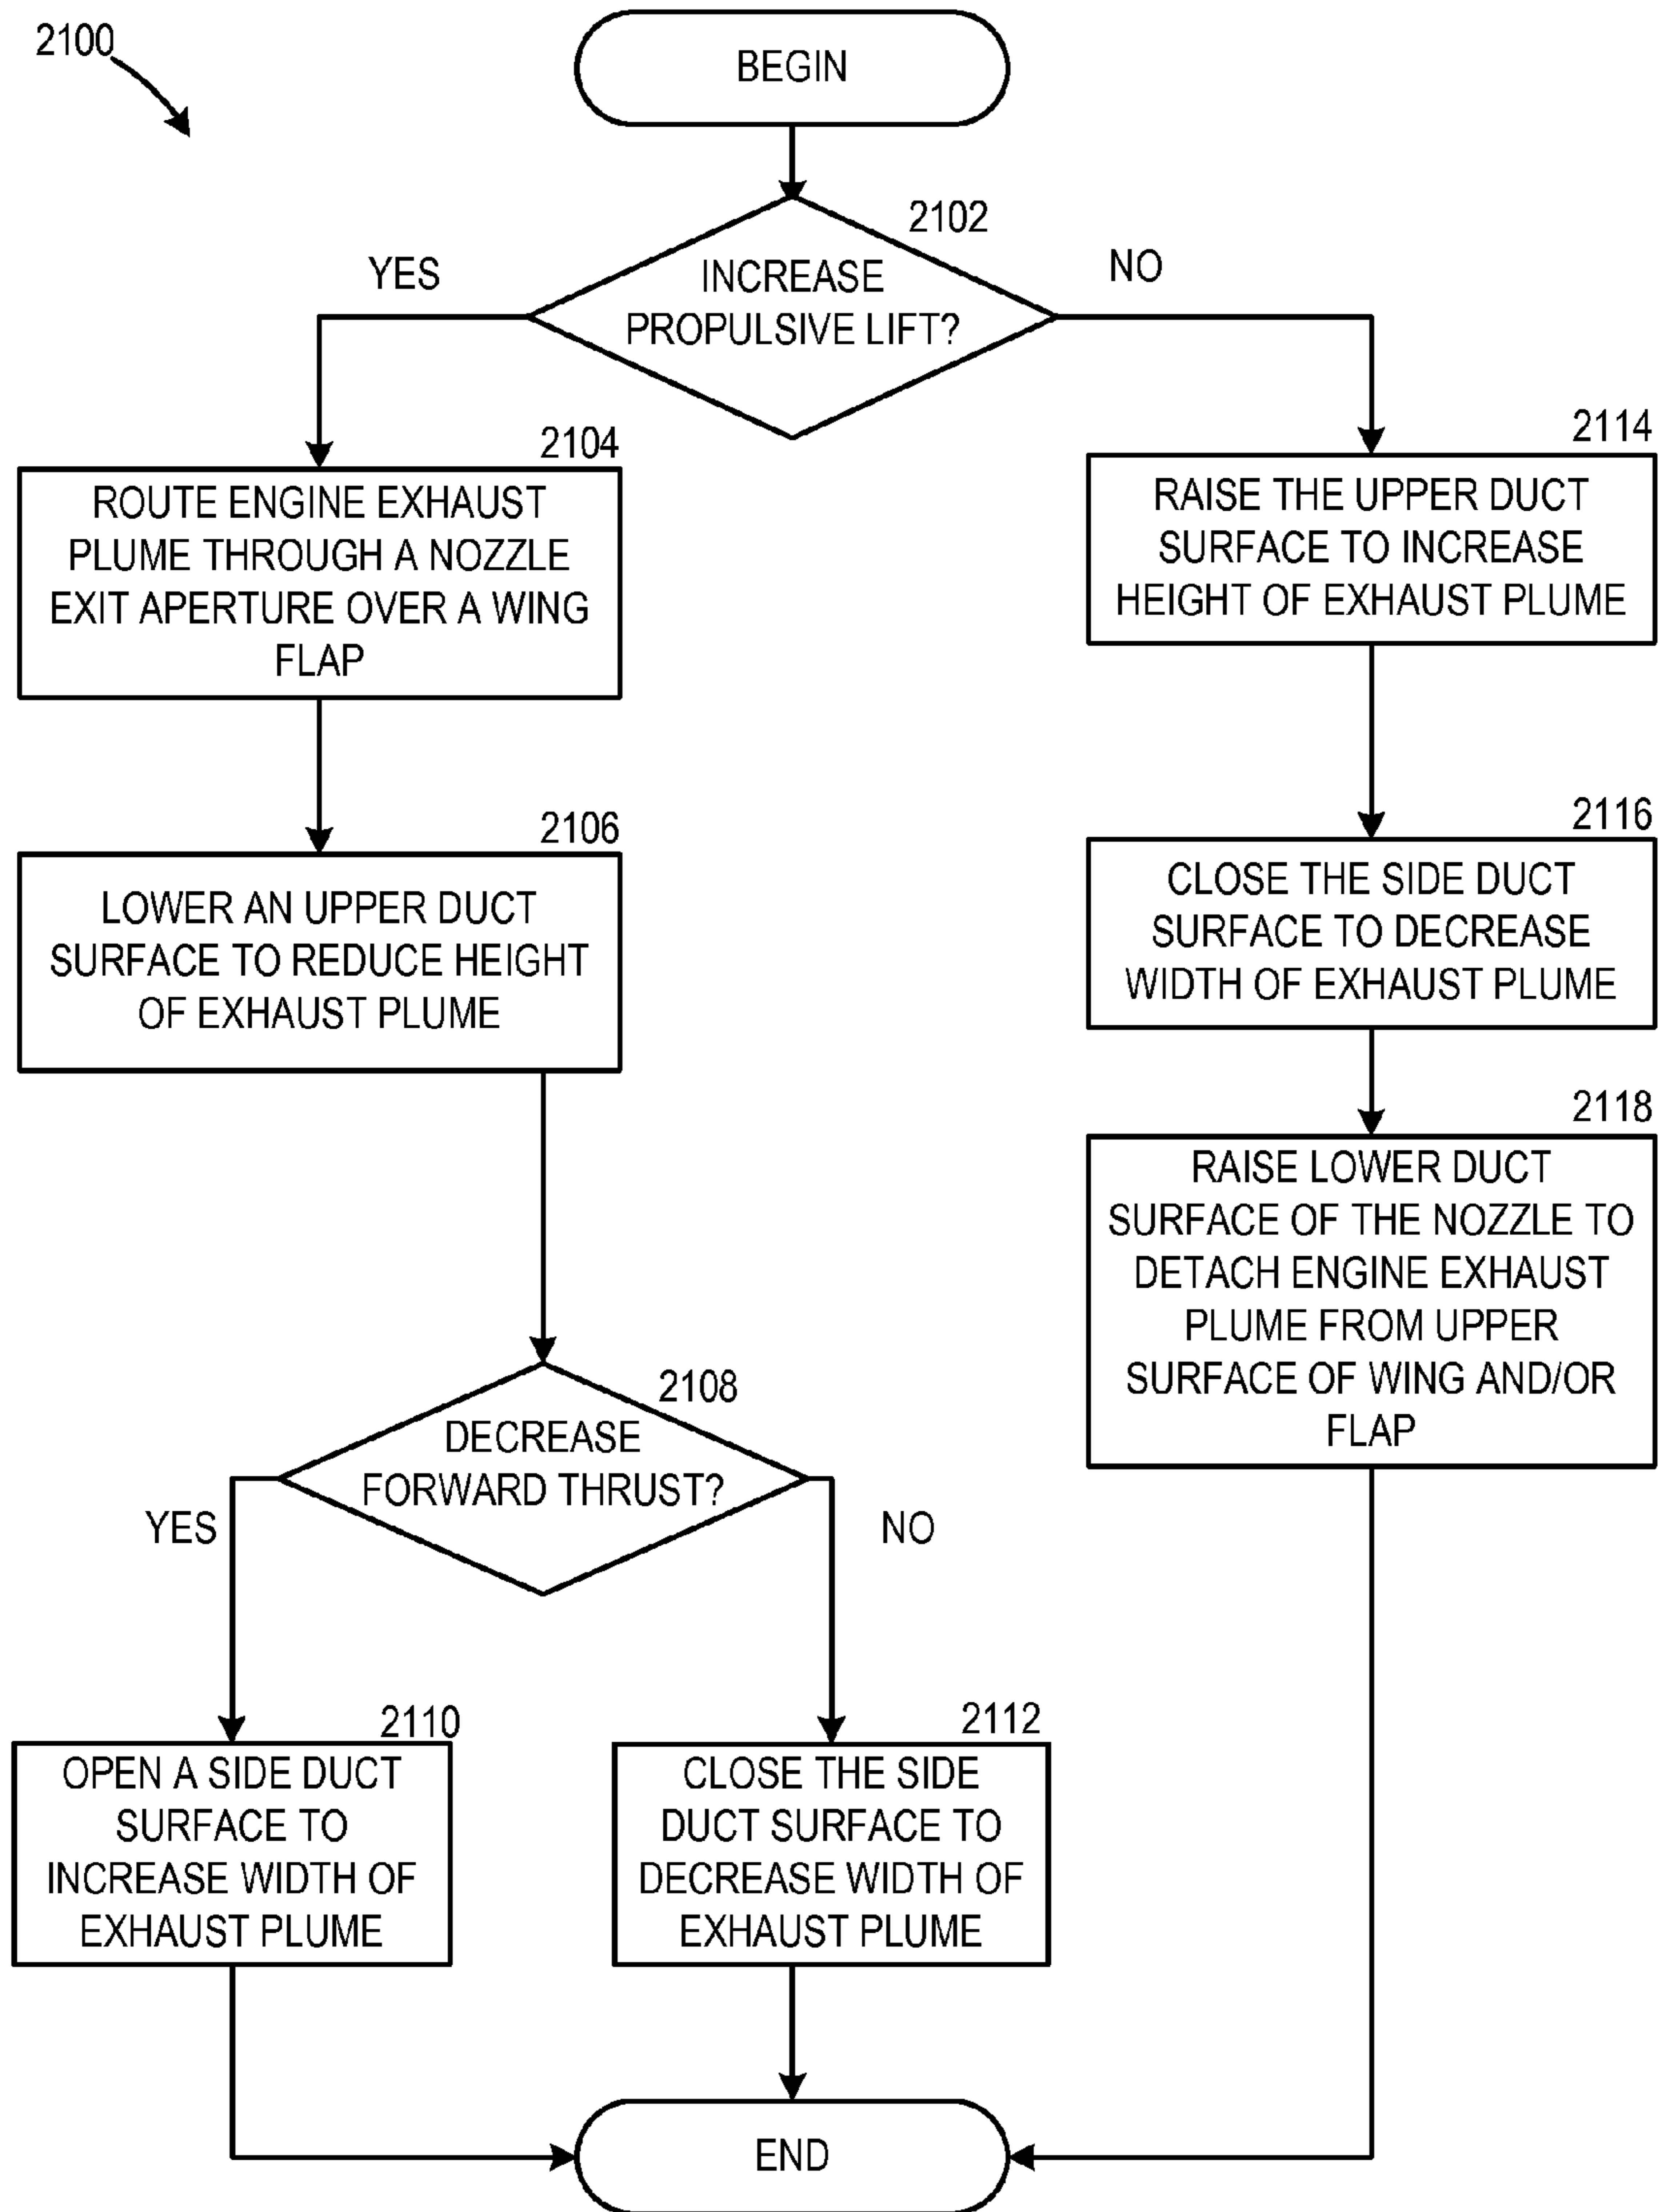 2100
BEGIN
2102
INCREASE
PROPULSIVE LIFT?
YES
NO
2104
ROUTE ENGINE EXHAUST
PLUME THROUGH A NOZZLE
EXIT APERTURE OVER A WING
FLAP
2106
LOWER AN UPPER DUCT
SURFACE TO REDUCE HEIGHT
OF EXHAUST PLUME
2108
DECREASE
FORWARD THRUST?
YES
NO
2110
OPEN A SIDE DUCT
SURFACE TO
INCREASE WIDTH OF
EXHAUST PLUME
2112
CLOSE THE SIDE
DUCT SURFACE TO
DECREASE WIDTH OF
EXHAUST PLUME
2114
RAISE THE UPPER DUCT
SURFACE TO INCREASE
HEIGHT OF EXHAUST PLUME
2116
CLOSE THE SIDE DUCT
SURFACE TO DECREASE
WIDTH OF EXHAUST PLUME
2118
RAISE LOWER DUCT
SURFACE OF THE NOZZLE TO
DETACH ENGINE EXHAUST
PLUME FROM UPPER
SURFACE OF WING AND/OR
FLAP
END